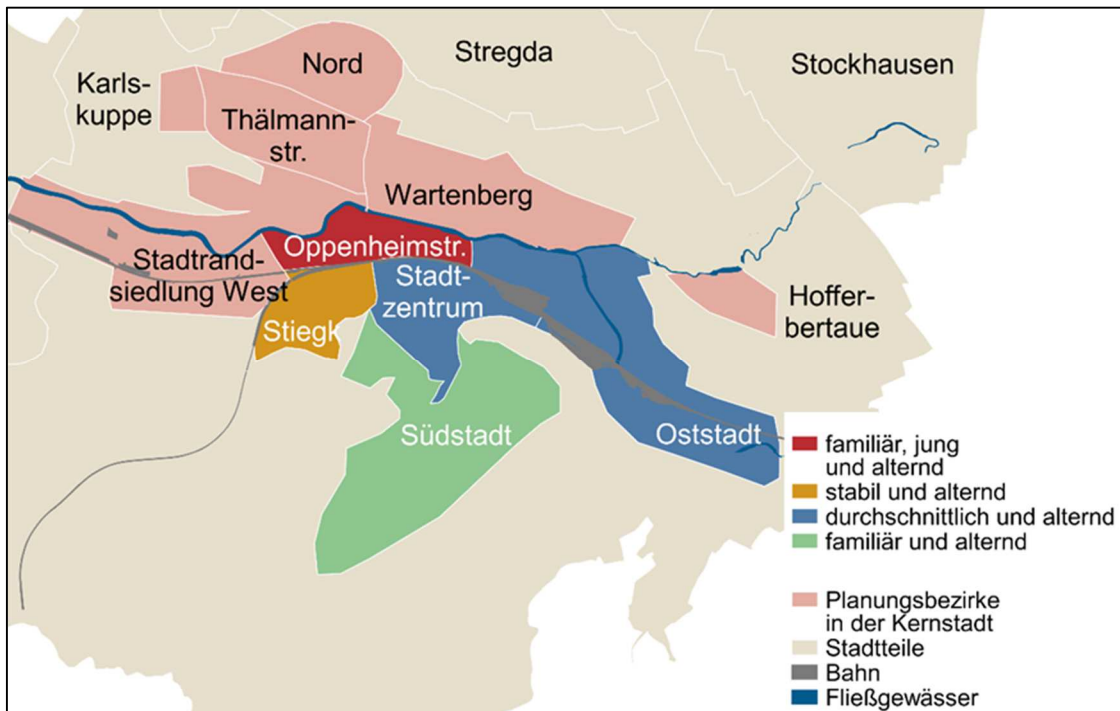 Nord
Stregda
Stockhausen
Karls-
kuppe
Thälmann-
str.
Wartenberg
Oppenheimstr.
Stadtrand-
siedlung West
Stadt-
zentrum
Stiegk
Hoffer-
bertaue
Südstadt
Oststadt
familiär, jung
und alternd
stabil und alternd
durchschnittlich und alternd
familiär und alternd
Planungsbezirke
in der Kernstadt
Stadtteile
Bahn
Fließgewässer